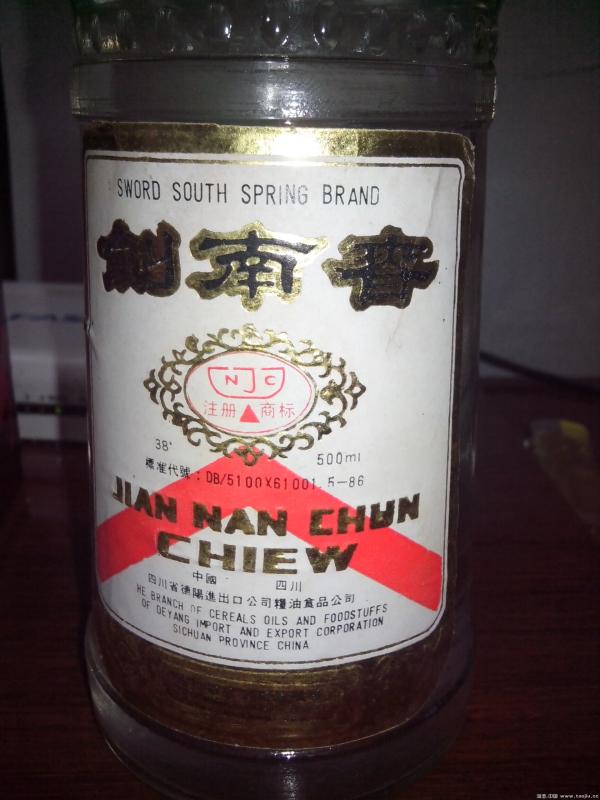 SWORD SOUTH SPRING BRAND
劍南春
NJC
注册▲商标
38°
500ml
標准代號:DB/5100X61001.5-86
JIAN NAN CHUN
CHIEW
中國 四川
四川省德陽進出口公司糧油食品公司
HE BRANCH OF CEREALS OILS AND FOODSTUFFS
OF DEYANG IMPORT AND EXPORT CORPORATION
SICHUAN PROVINCE CHINA